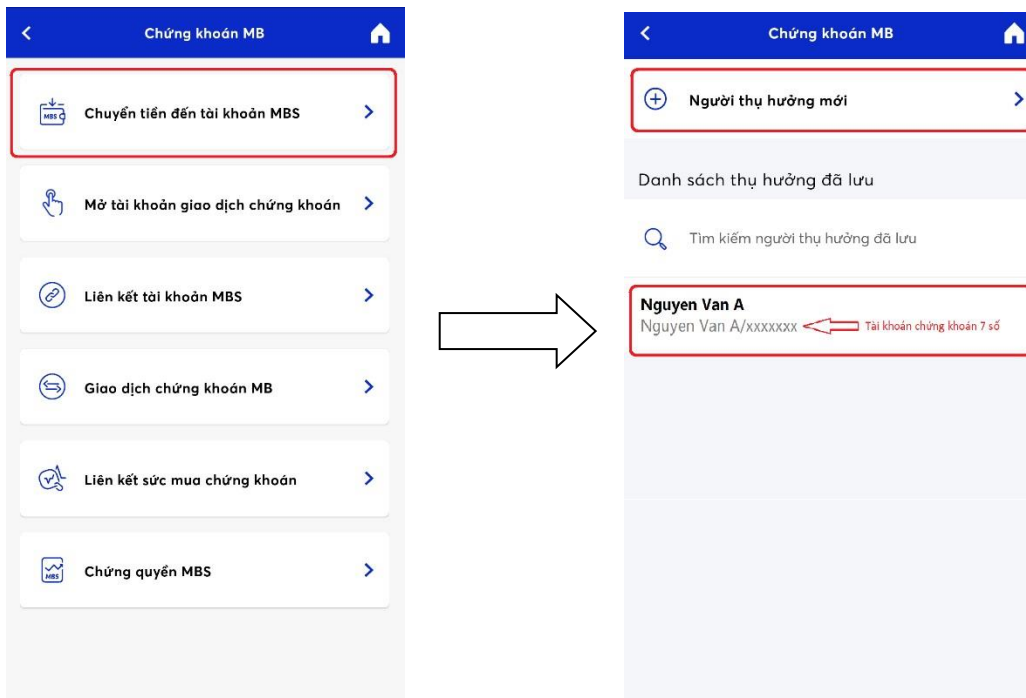 Chứng khoán MB
Chuyển tiền đến tài khoản MBS
MBS
Mở tài khoản giao dịch chứng khoán
Liên kết tài khoản MBS
Giao dịch chứng khoán MB
Liên kết sức mua chứng khoán
Chứng quyền MBS
MBS
Chứng khoán MB
Người thụ hưởng mới
Danh sách thụ hưởng đã lưu
Tìm kiếm người thụ hưởng đã lưu
Nguyen Van A
Nguyen Van A/xxxxxxx Tài khoản chứng khoán 7 số